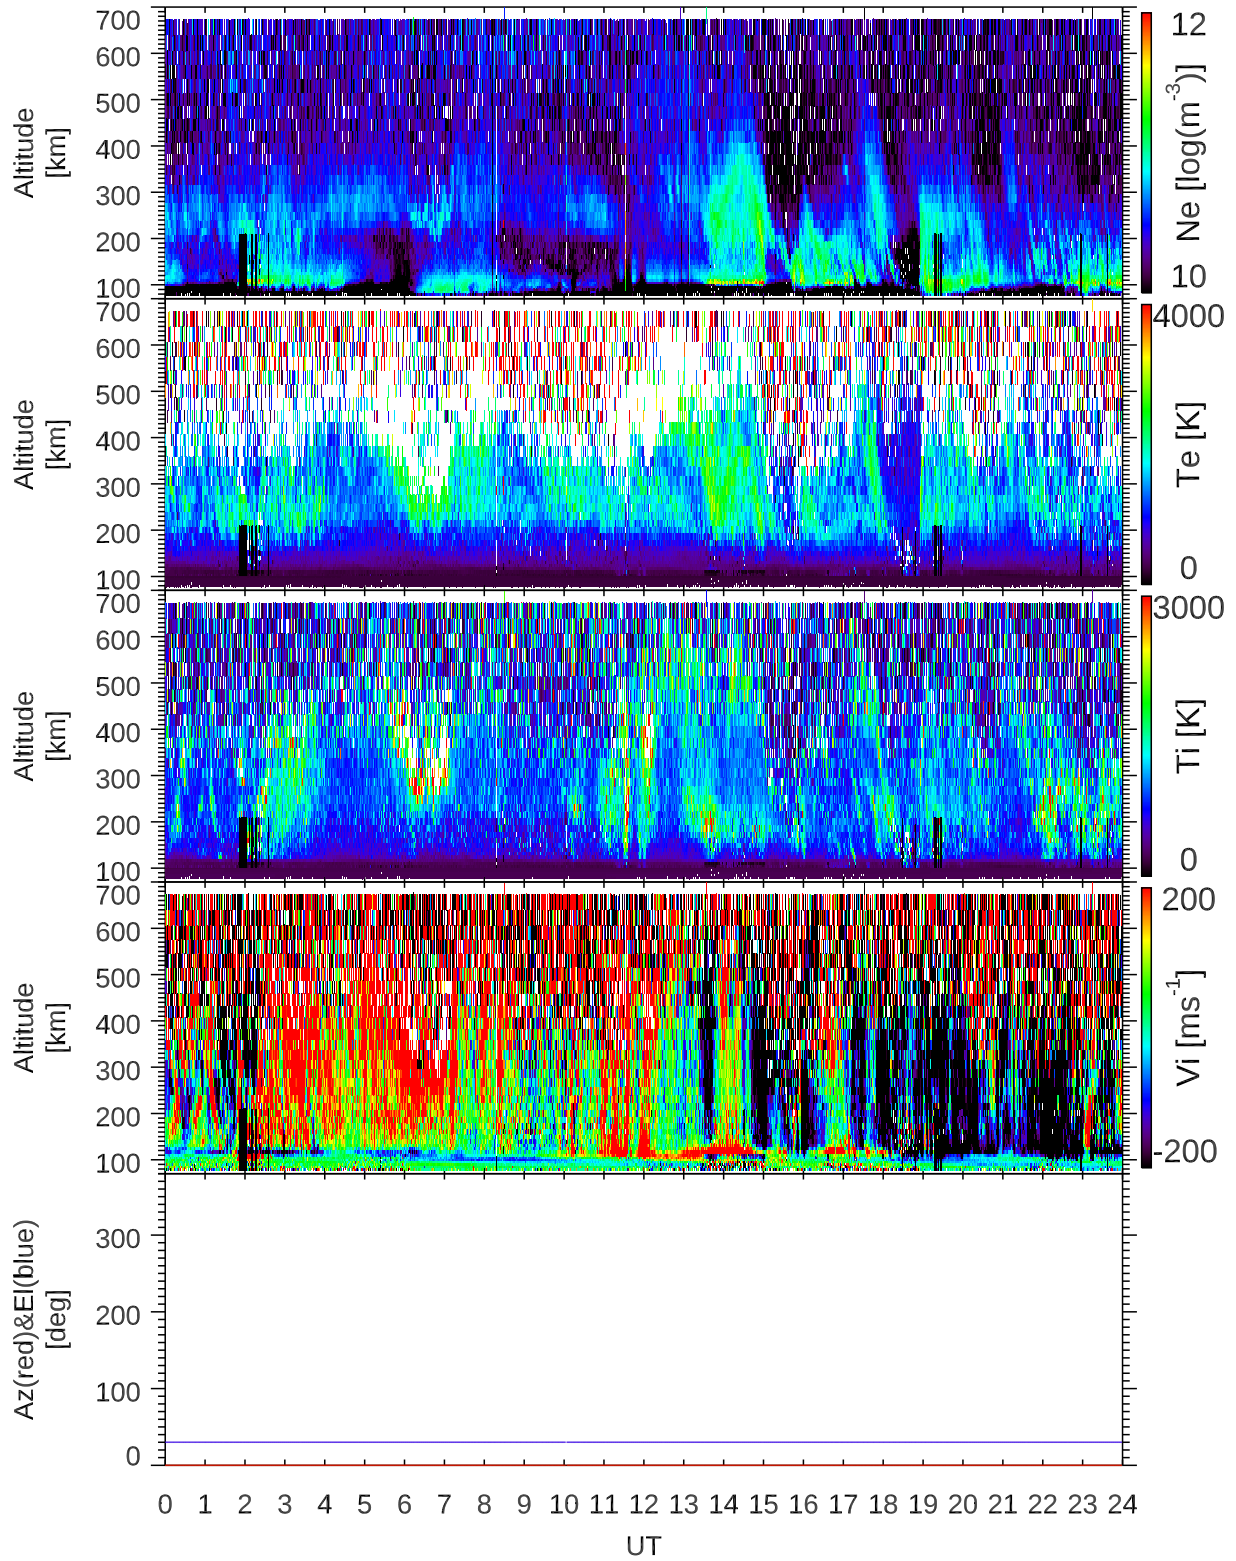 700
600
500
400
300
200
100
Altitude
[km]
12
Ne [log(m⁻³)]
10
700
600
500
400
300
200
100
Altitude
[km]
4000
Te [K]
0
700
600
500
400
300
200
100
Altitude
[km]
3000
Ti [K]
0
700
600
500
400
300
200
100
Altitude
[km]
200
Vi [ms⁻¹]
-200
300
200
100
0
Az(red)&El(blue)
[deg]
0 1 2 3 4 5 6 7 8 9 10 11 12 13 14 15 16 17 18 19 20 21 22 23 24
UT